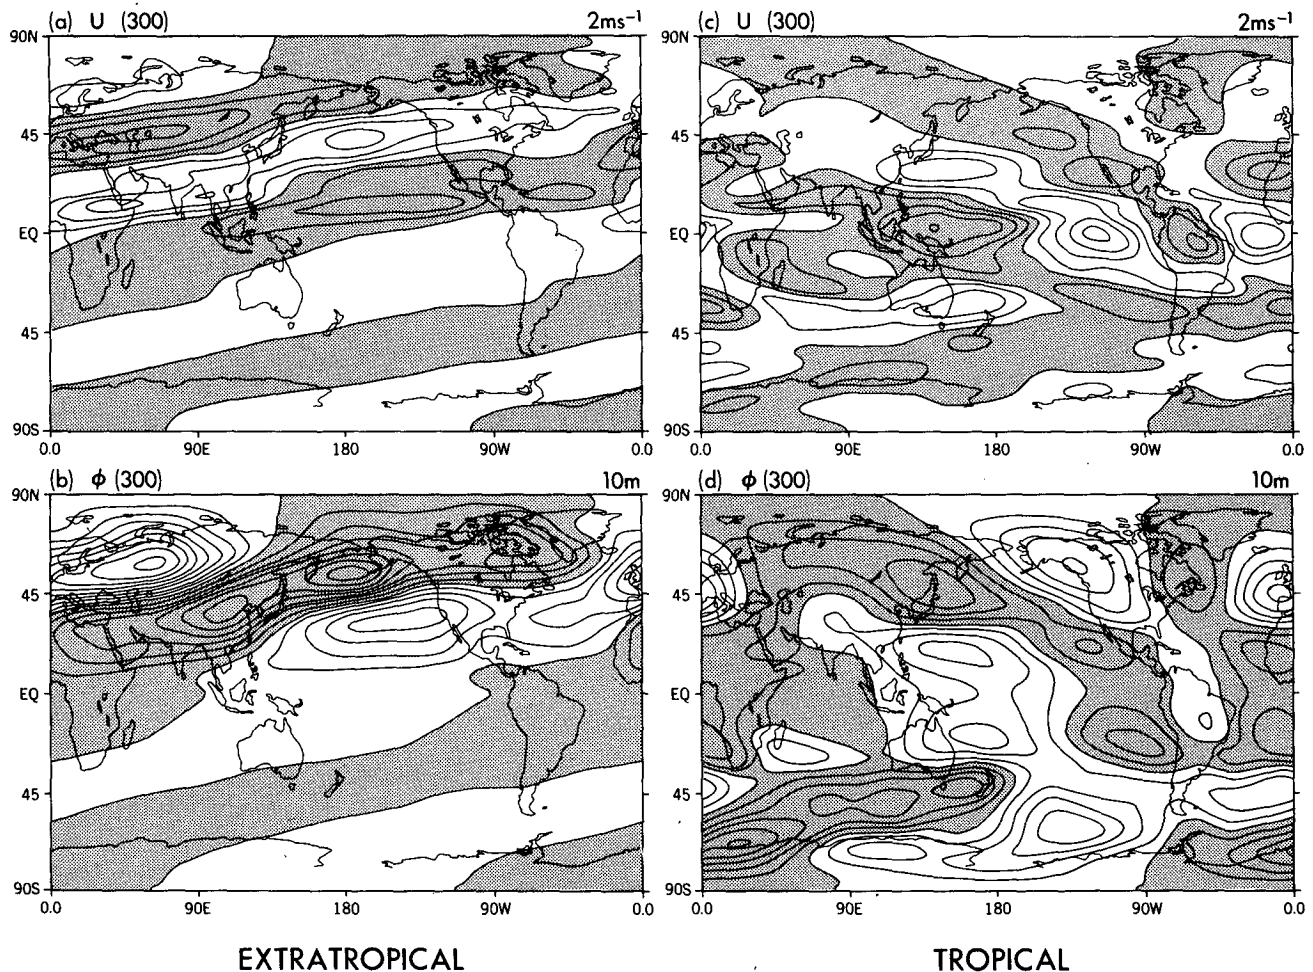 (a) U (300) 2ms⁻¹
90N
45
EQ
45
90S
0.0 90E 180 90W 0.0
(b) ϕ (300) 10m
90N
45
EQ
45
90S
0.0 90E 180 90W 0.0
EXTRATROPICAL
(c) U (300) 2ms⁻¹
90N
45
EQ
45
90S
0.0 90E 180 90W 0.0
(d) ϕ (300) 10m
90N
45
EQ
45
90S
0.0 90E 180 90W 0.0
TROPICAL